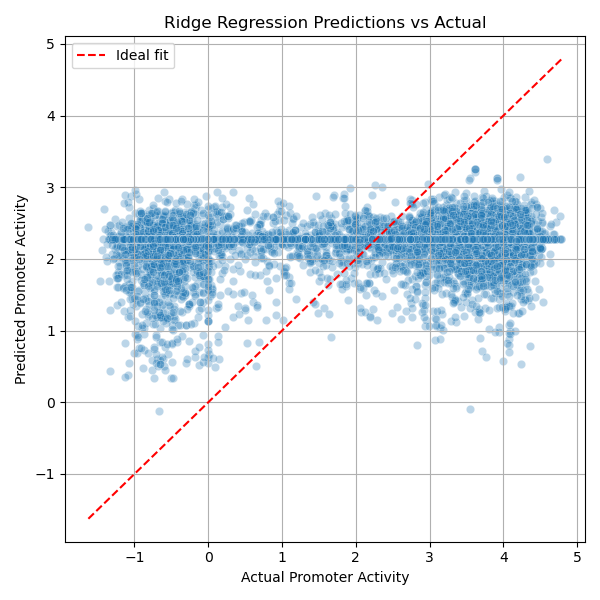 Ridge Regression Predictions vs Actual
Ideal fit
Predicted Promoter Activity
5
4
3
2
1
0
−1
−1 0 1 2 3 4 5
Actual Promoter Activity